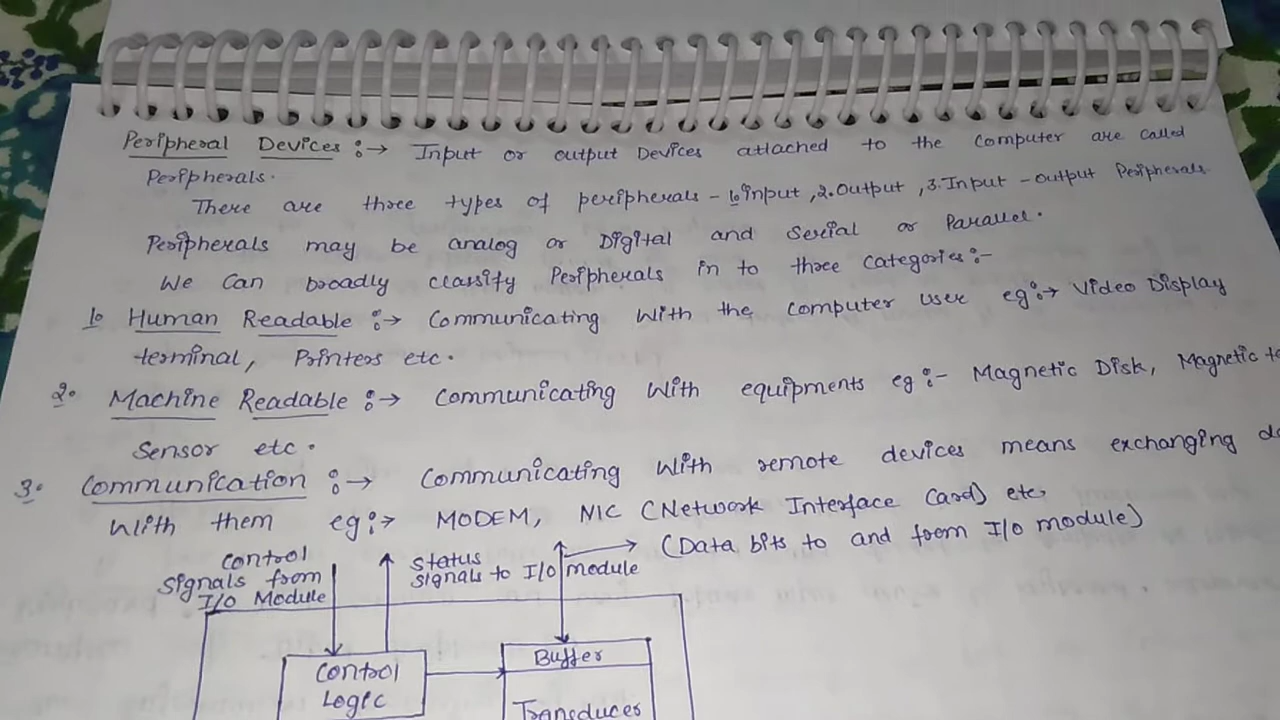 Peripheral Devices :→ Input or output Devices attached to the Computer are called
Peripherals.
There are three types of peripherals - 1. input, 2. Output, 3. Input - output Peripherals
Peripherals may be analog or Digital and Serial or Parallel.
We Can broadly classify Peripherals in to three Categories :-
1. Human Readable :→ Communicating With the computer user eg :→ Video Display
terminal, Printers etc.
2. Machine Readable :→ Communicating With equipments eg :- Magnetic Disk, Magnetic
Sensor etc.
3. Communication :→ Communicating With remote devices means exchanging
With them eg :→ MODEM, NIC (Network Interface Card) etc,
(Data bits to and from I/O module)
Control
Signals from
I/O Module
Status
Signals to I/O module
Control
Logic
Buffer
Transducer